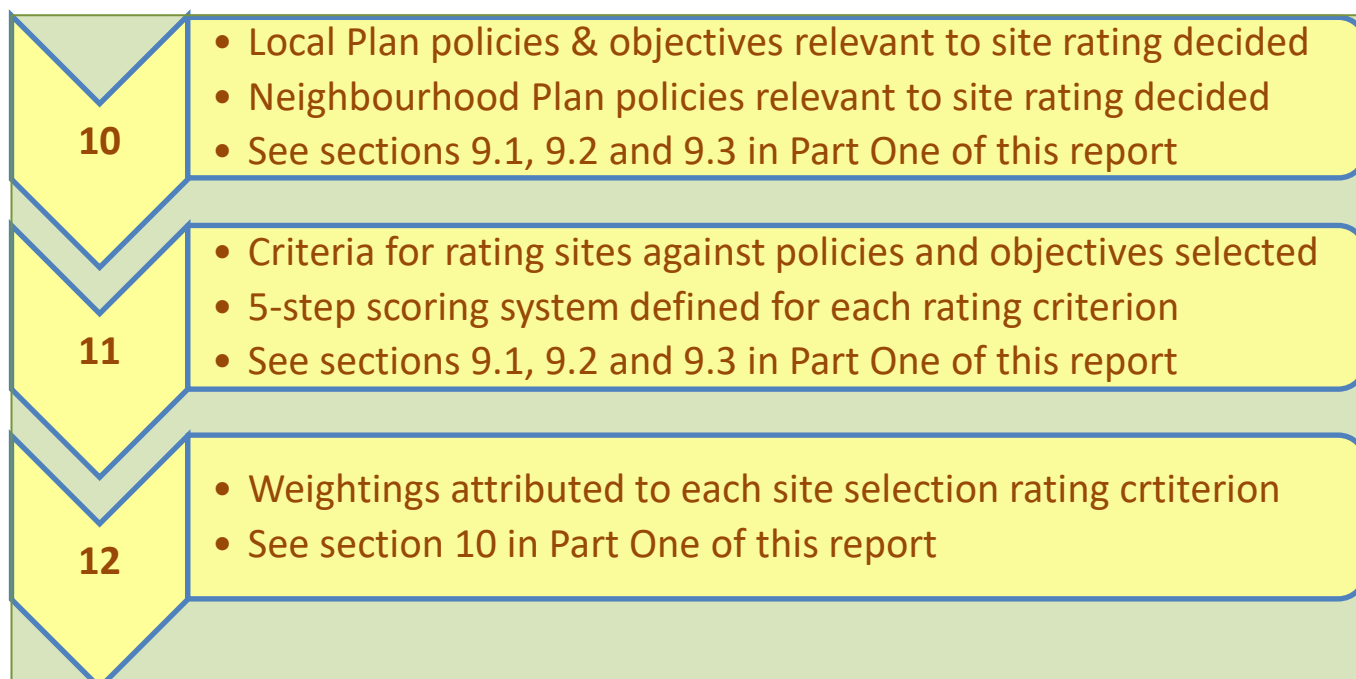 10
• Local Plan policies & objectives relevant to site rating decided
• Neighbourhood Plan policies relevant to site rating decided
• See sections 9.1, 9.2 and 9.3 in Part One of this report
11
• Criteria for rating sites against policies and objectives selected
• 5-step scoring system defined for each rating criterion
• See sections 9.1, 9.2 and 9.3 in Part One of this report
12
• Weightings attributed to each site selection rating crtiterion
• See section 10 in Part One of this report